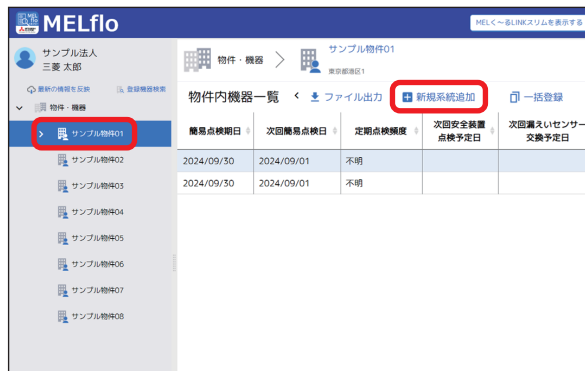 MELflo
MELく〜るLINKスリムを表示する
サンプル法人
三菱 太郎
最新の情報を反映 登録機器検索
物件・機器
サンプル物件01
サンプル物件02
サンプル物件03
サンプル物件04
サンプル物件05
サンプル物件06
サンプル物件07
サンプル物件08
物件・機器
サンプル物件01
東京都港区1
物件内機器一覧 ファイル出力 新規系統追加 一括登録
簡易点検期日 次回簡易点検日 定期点検頻度 次回安全装置点検予定日 次回漏えいセンサー交換予定日
2024/09/30 2024/09/01 不明
2024/09/30 2024/09/01 不明